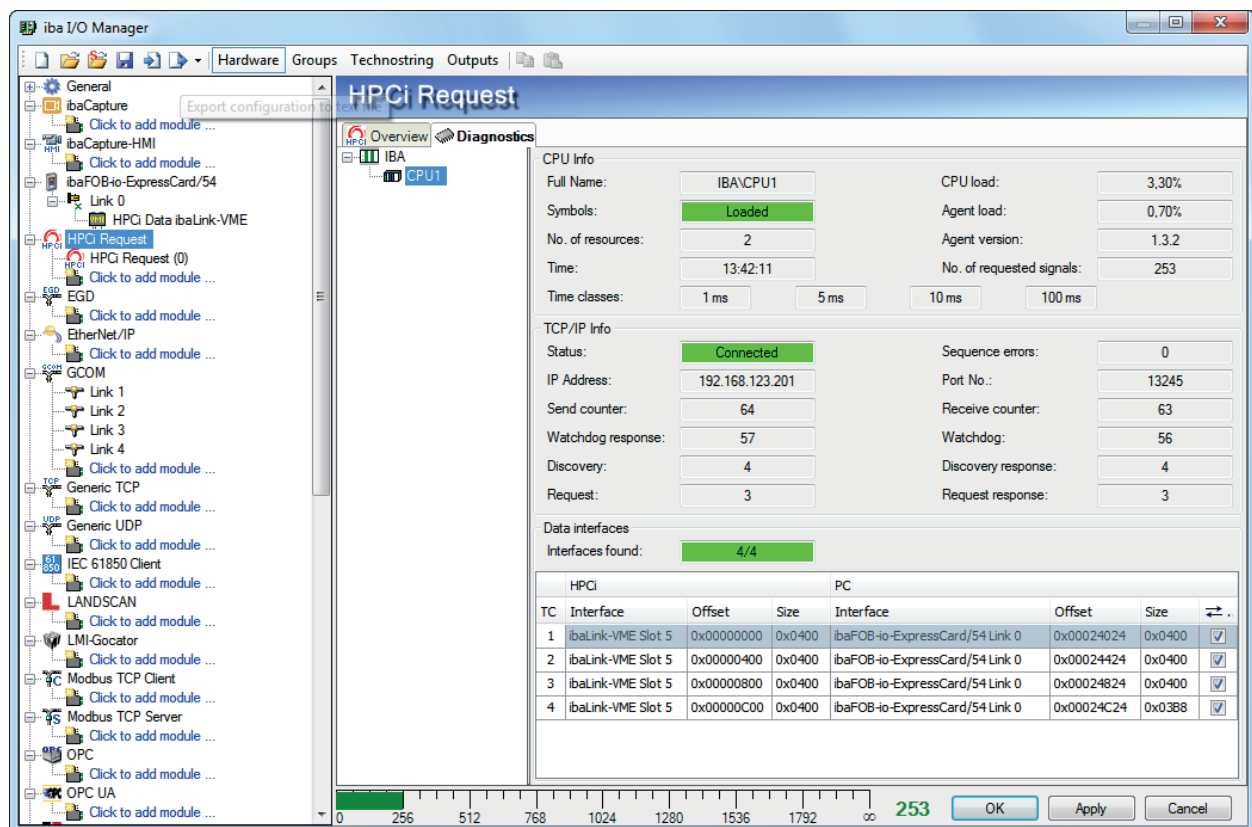 iba I/O Manager
Hardware Groups Technostring Outputs
General
ibaCapture
Export configuration to text file
Click to add module ...
ibaCapture-HMI
Click to add module ...
ibaFOB-io-ExpressCard/54
Link 0
HPCi Data ibaLink-VME
HPCi Request
HPCi Request (0)
Click to add module ...
EGD
Click to add module ...
EtherNet/IP
Click to add module ...
GCOM
Link 1
Link 2
Link 3
Link 4
Click to add module ...
Generic TCP
Click to add module ...
Generic UDP
Click to add module ...
IEC 61850 Client
Click to add module ...
LANDSCAN
Click to add module ...
LMI-Gocator
Click to add module ...
Modbus TCP Client
Click to add module ...
Modbus TCP Server
Click to add module ...
OPC
Click to add module ...
OPC UA
Click to add module ...
HPCi Request
Overview Diagnostics
IBA
CPU1
CPU Info
Full Name: IBA\CPU1 CPU load: 3,30%
Symbols: Loaded Agent load: 0,70%
No. of resources: 2 Agent version: 1.3.2
Time: 13:42:11 No. of requested signals: 253
Time classes: 1 ms 5 ms 10 ms 100 ms
TCP/IP Info
Status: Connected Sequence errors: 0
IP Address: 192.168.123.201 Port No.: 13245
Send counter: 64 Receive counter: 63
Watchdog response: 57 Watchdog: 56
Discovery: 4 Discovery response: 4
Request: 3 Request response: 3
Data interfaces
Interfaces found: 4/4
HPCi PC
TC Interface Offset Size Interface Offset Size
1 ibaLink-VME Slot 5 0x00000000 0x0400 ibaFOB-io-ExpressCard/54 Link 0 0x00024024 0x0400
2 ibaLink-VME Slot 5 0x00000400 0x0400 ibaFOB-io-ExpressCard/54 Link 0 0x00024424 0x0400
3 ibaLink-VME Slot 5 0x00000800 0x0400 ibaFOB-io-ExpressCard/54 Link 0 0x00024824 0x0400
4 ibaLink-VME Slot 5 0x00000C00 0x0400 ibaFOB-io-ExpressCard/54 Link 0 0x00024C24 0x03B8
0 256 512 768 1024 1280 1536 1792 ∞ 253 OK Apply Cancel